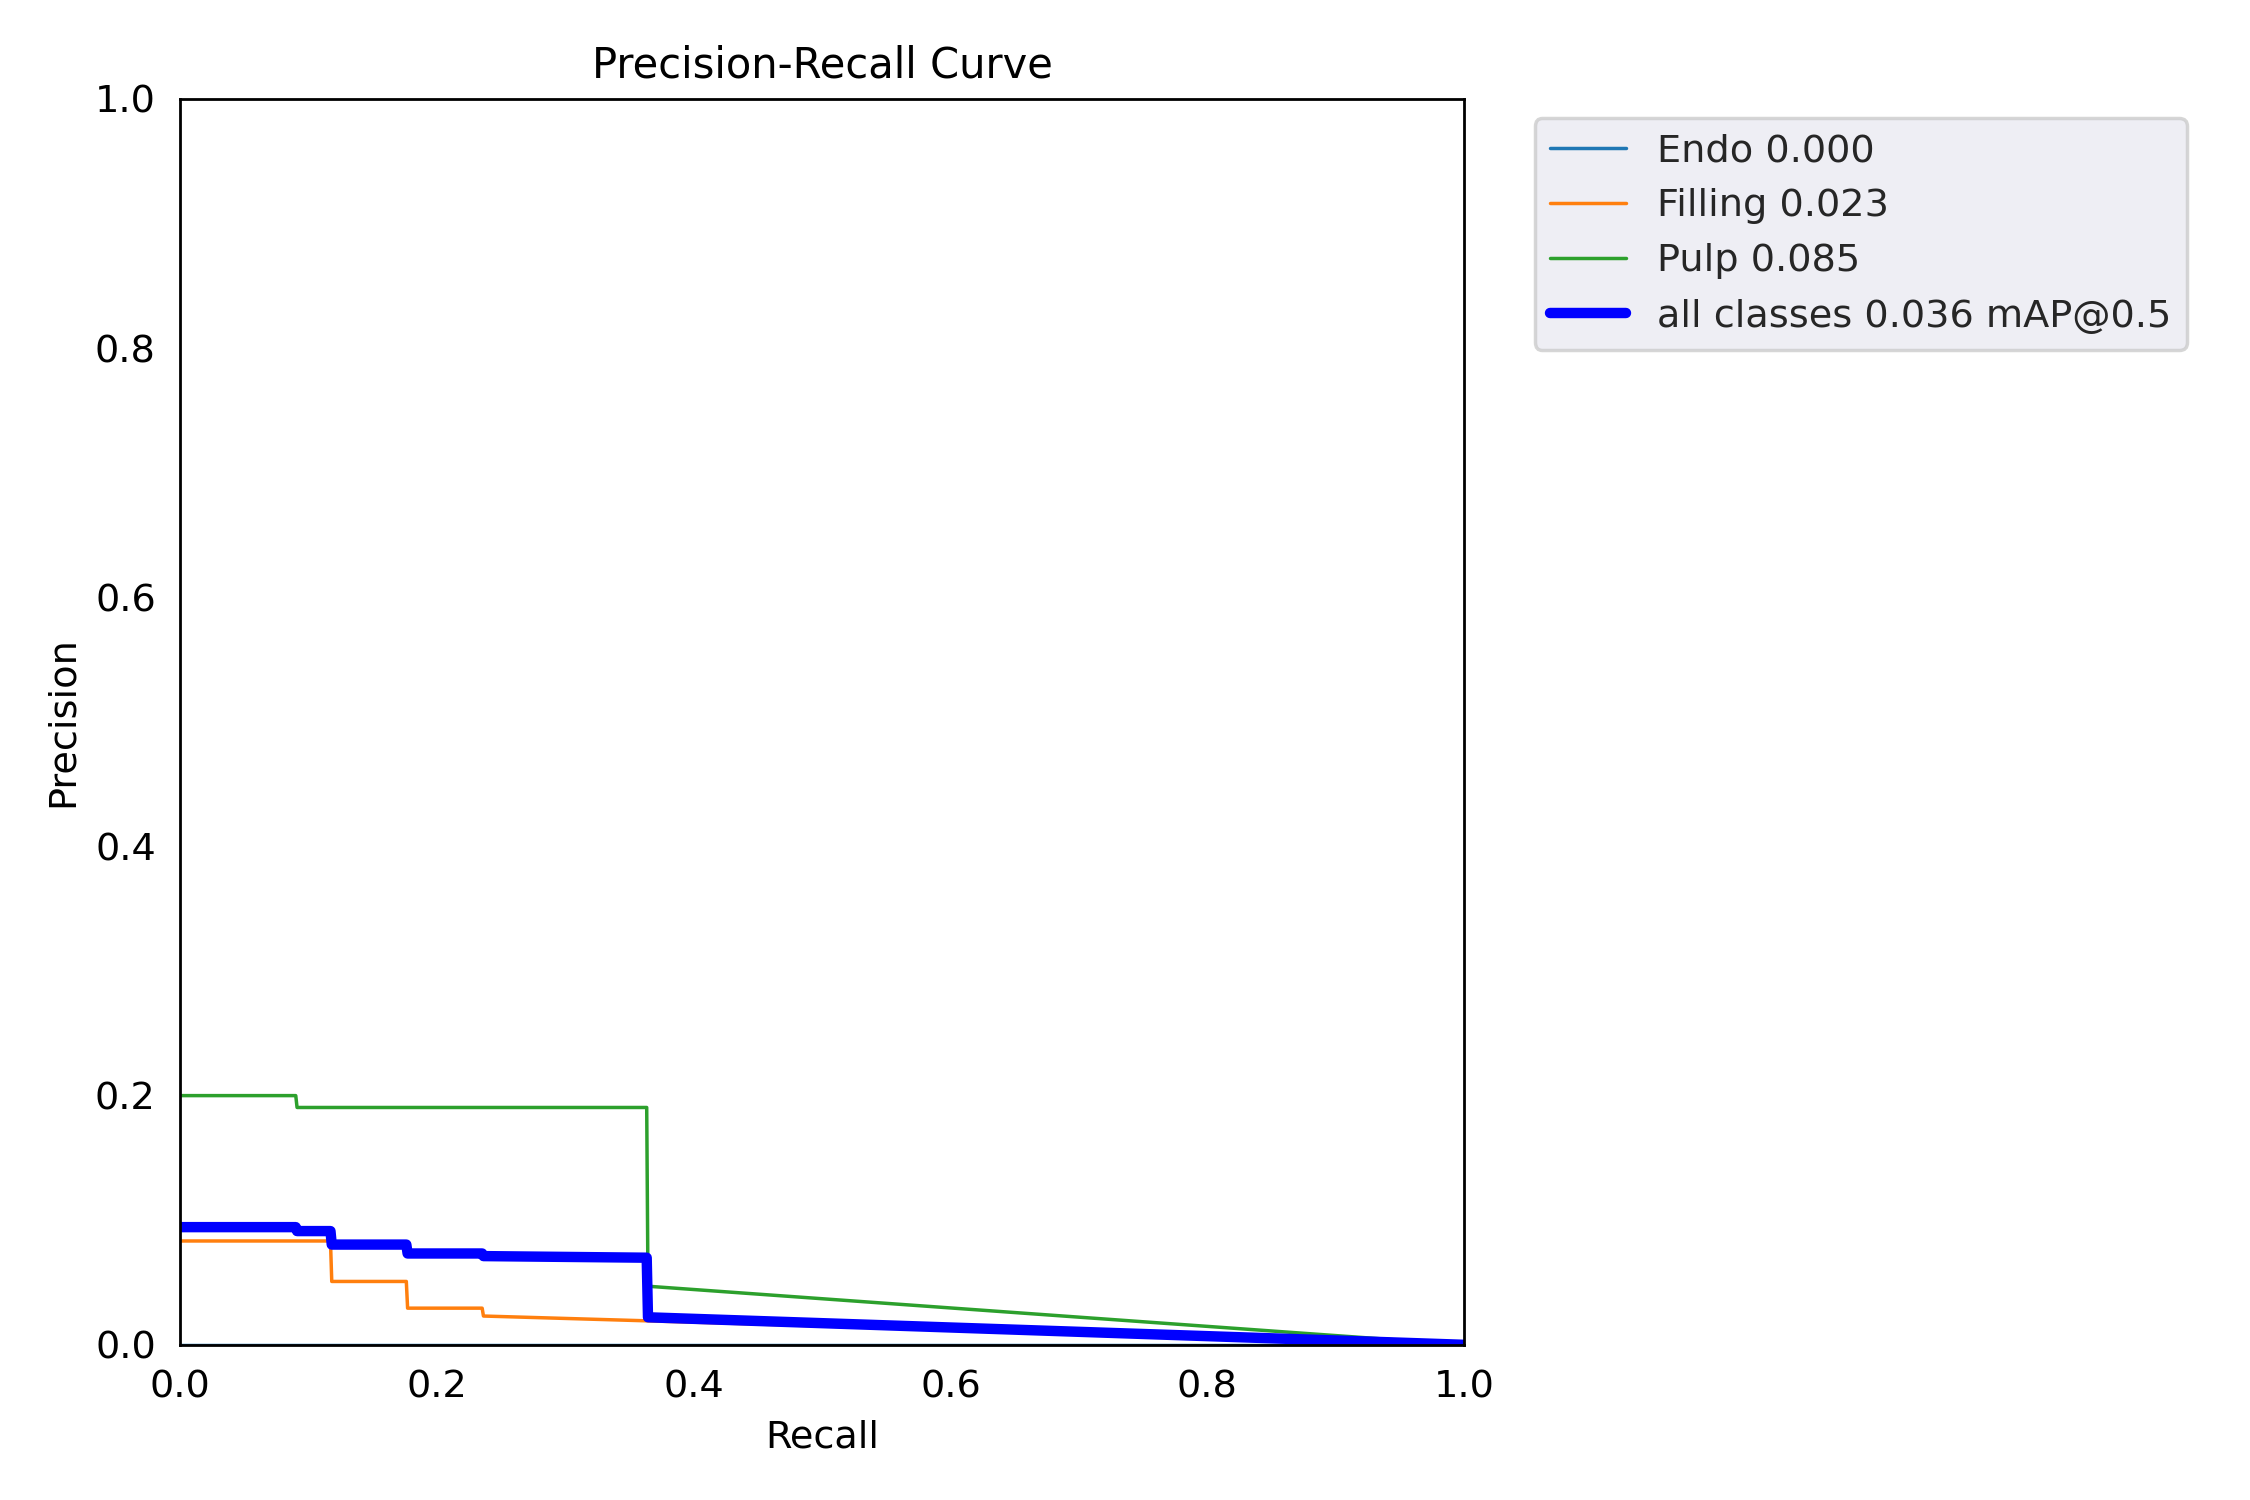 Precision-Recall Curve
1.0
0.8
0.6
0.4
0.2
0.0
Precision
0.0 0.2 0.4 0.6 0.8 1.0
Recall
Endo 0.000
Filling 0.023
Pulp 0.085
all classes 0.036 mAP@0.5